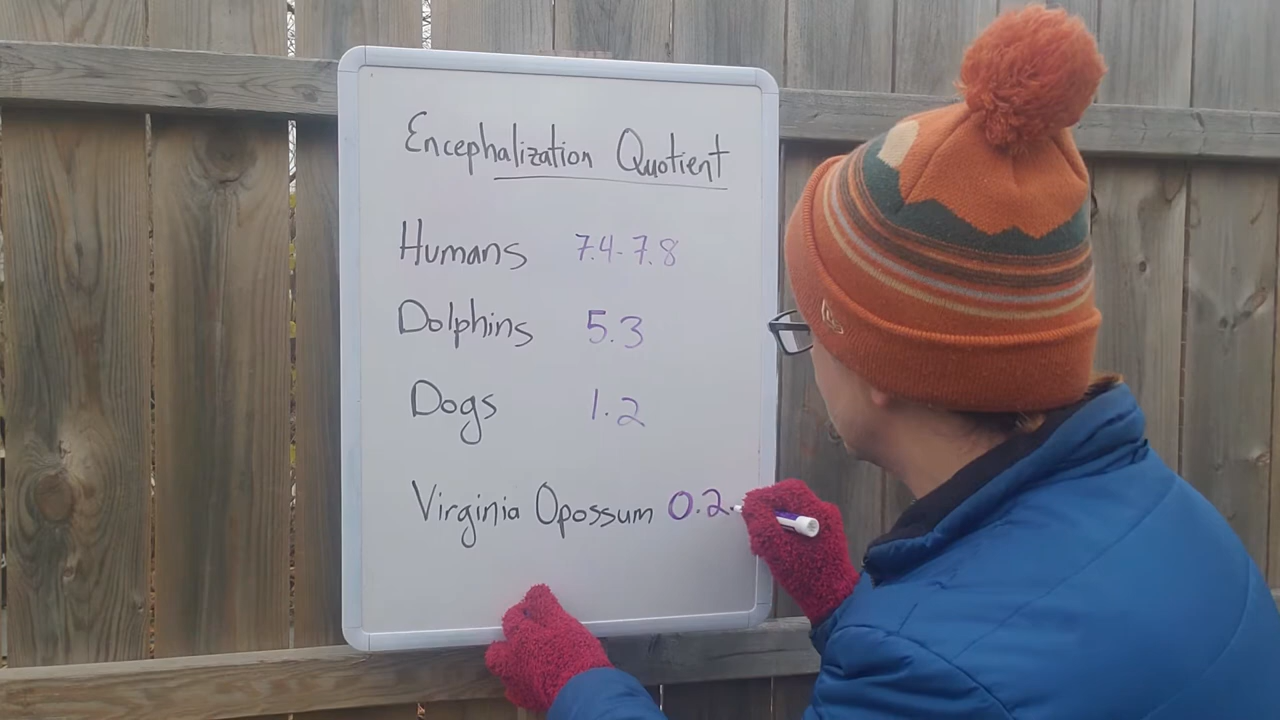 Encephalization Quotient
Humans 7.4-7.8
Dolphins 5.3
Dogs 1.2
Virginia Opossum 0.2